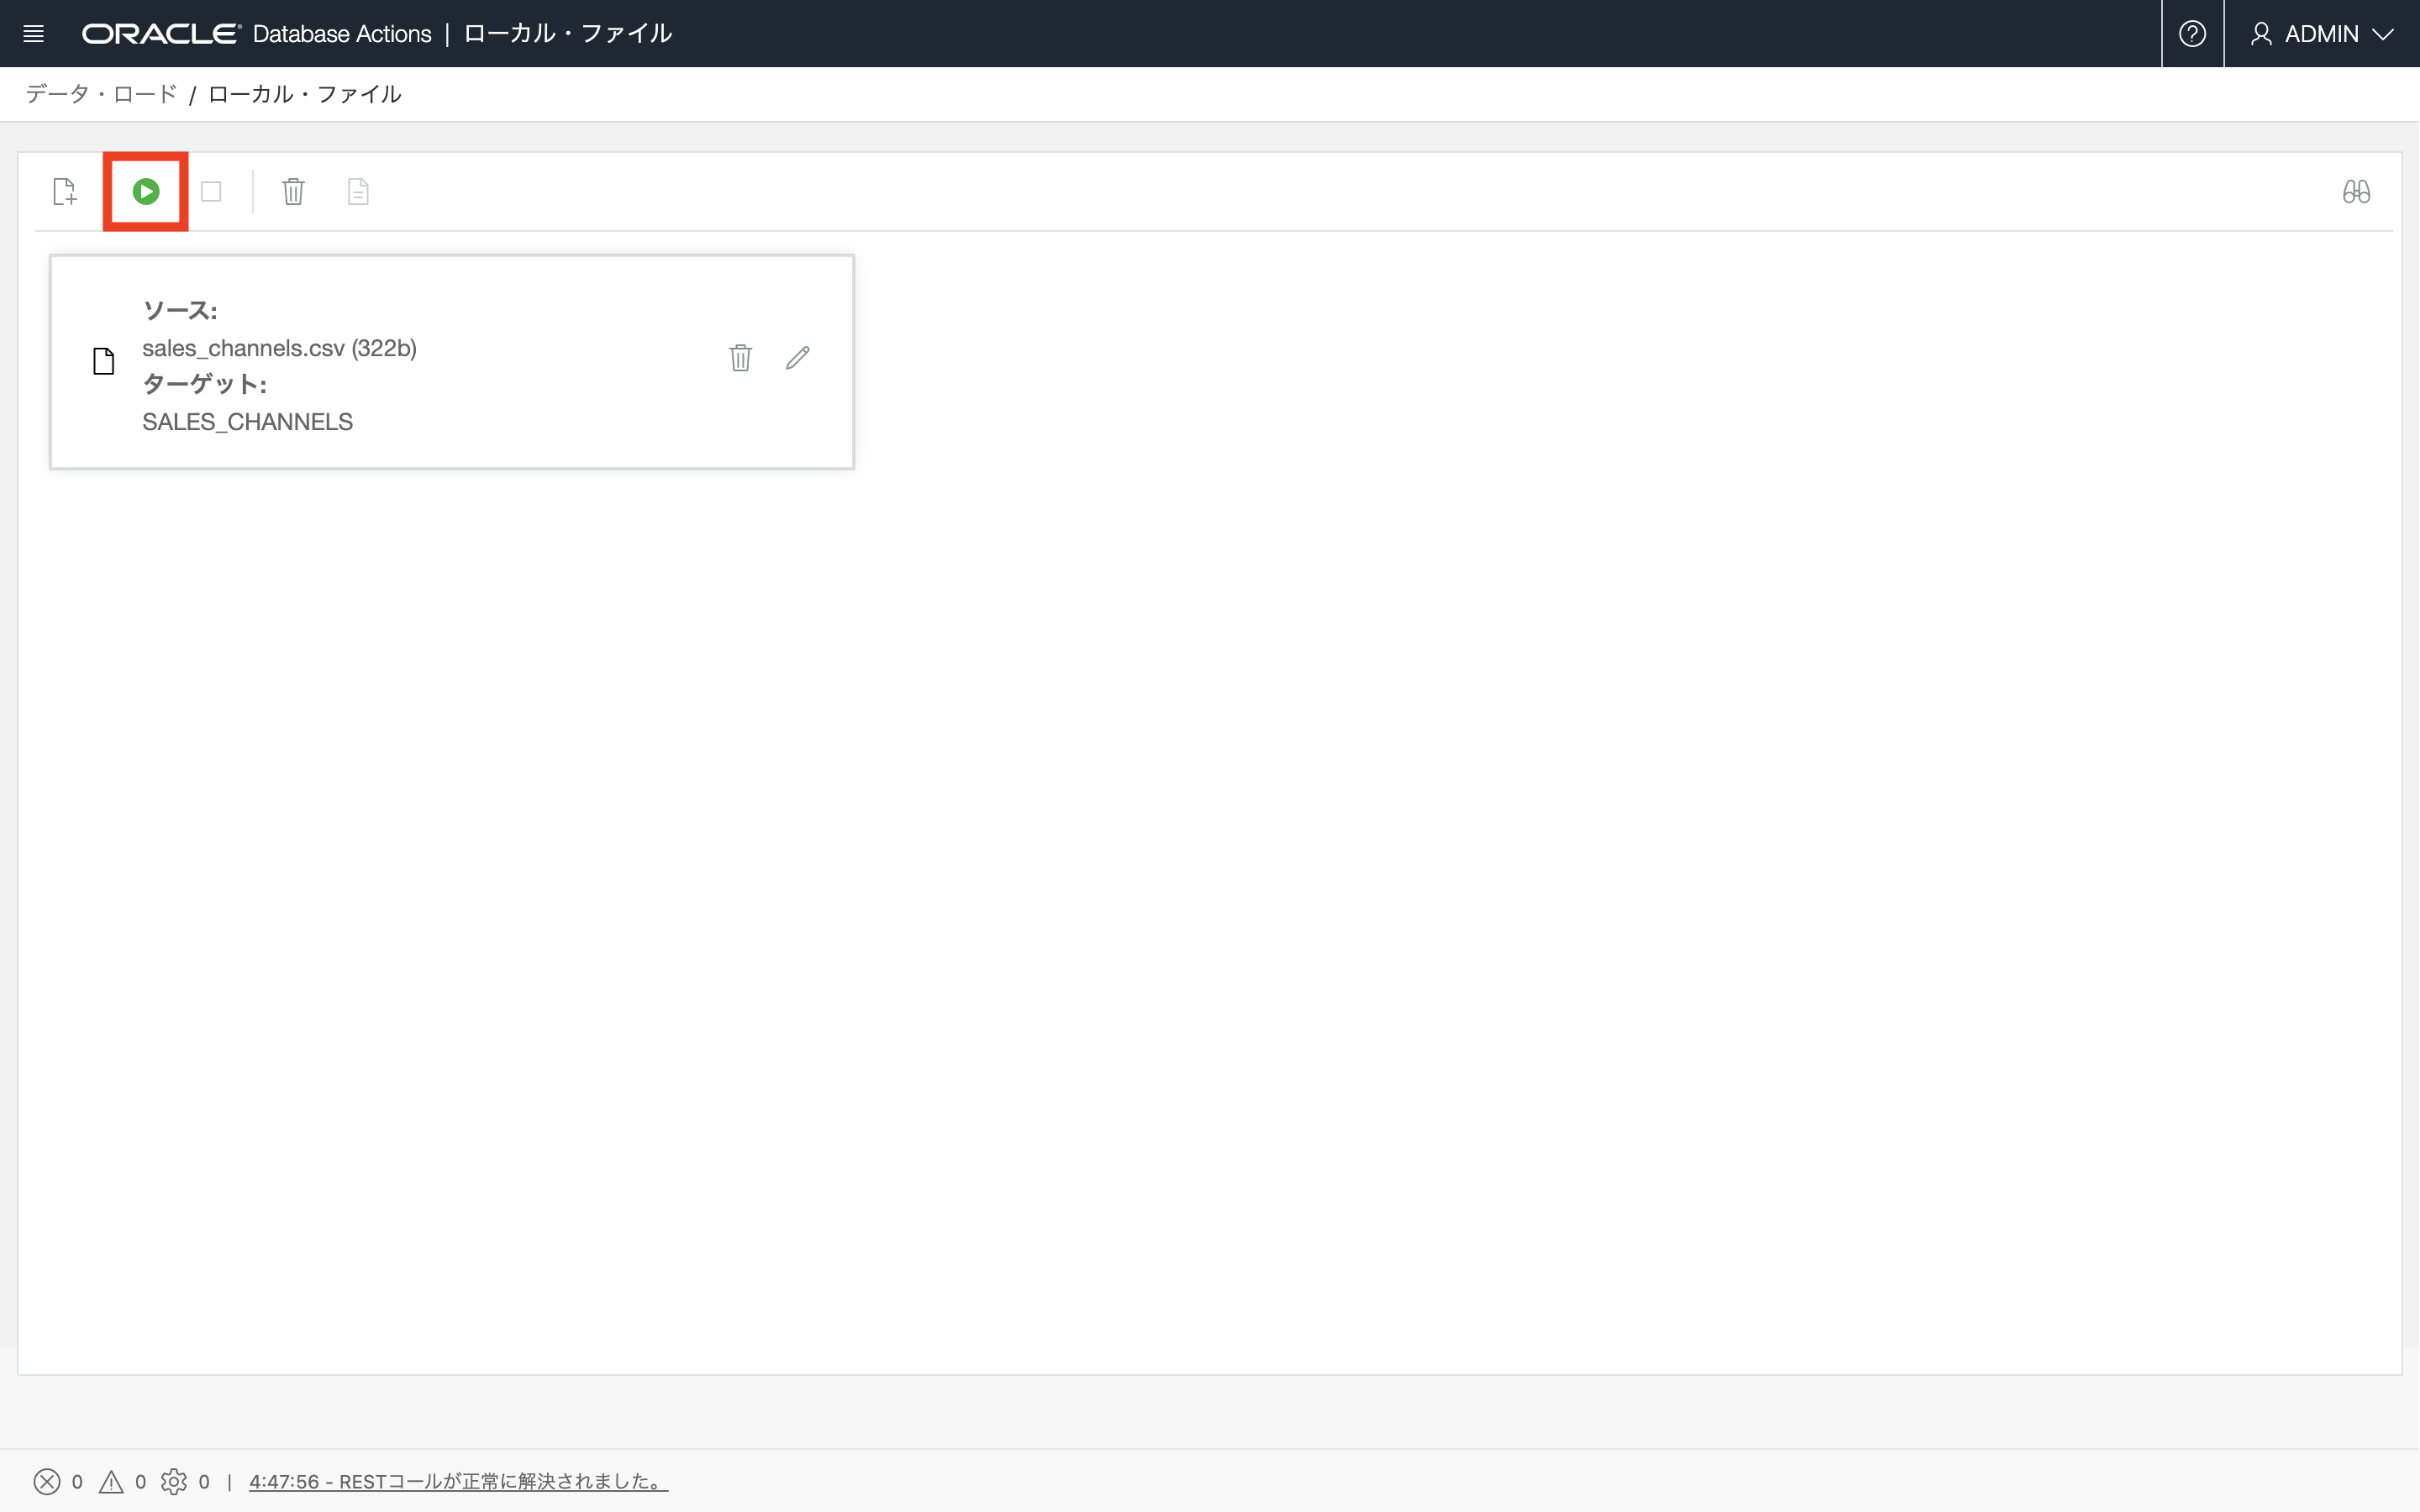 ORACLE Database Actions | ローカル・ファイル
ADMIN
データ・ロード / ローカル・ファイル
ソース:
sales_channels.csv (322b)
ターゲット:
SALES_CHANNELS
0 0 0 | 4:47:56 - RESTコールが正常に解決されました。